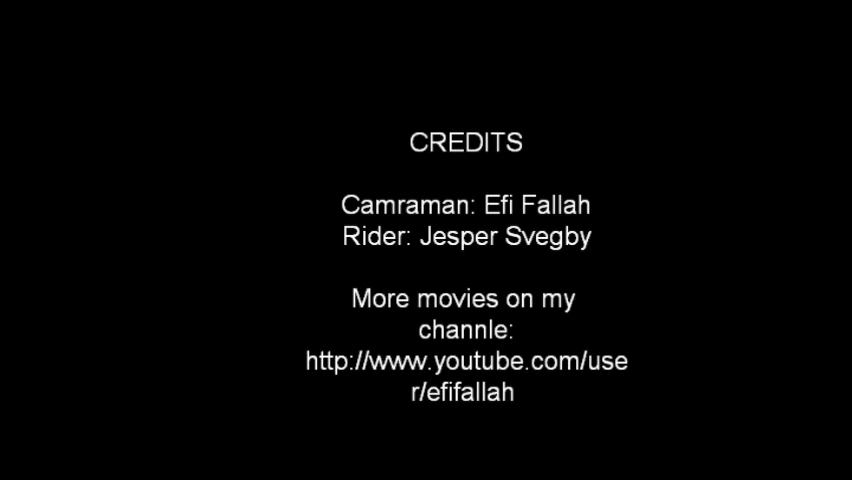 CREDITS
Camraman: Efi Fallah
Rider: Jesper Svegby
More movies on my
channle:
http://www.youtube.com/use
r/efifallah